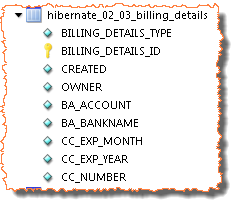 hibernate_02_03_billing_details
BILLING_DETAILS_TYPE
BILLING_DETAILS_ID
CREATED
OWNER
BA_ACCOUNT
BA_BANKNAME
CC_EXP_MONTH
CC_EXP_YEAR
CC_NUMBER